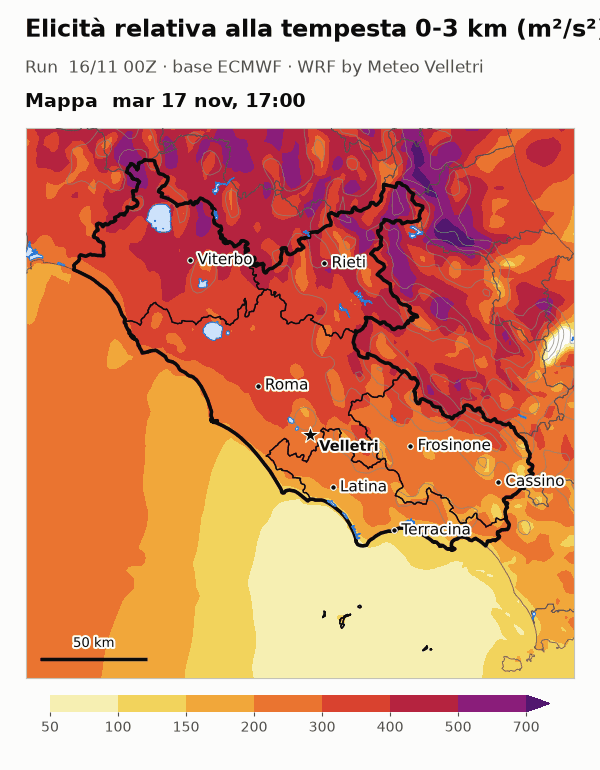 Elicità relativa alla tempesta 0-3 km (m²/s²)
Run  16/11 00Z · base ECMWF · WRF by Meteo Velletri
Mappa  mar 17 nov, 17:00
Viterbo
Rieti
Roma
Velletri
Frosinone
Cassino
Latina
Terracina
50 km
50 100 150 200 300 400 500 700